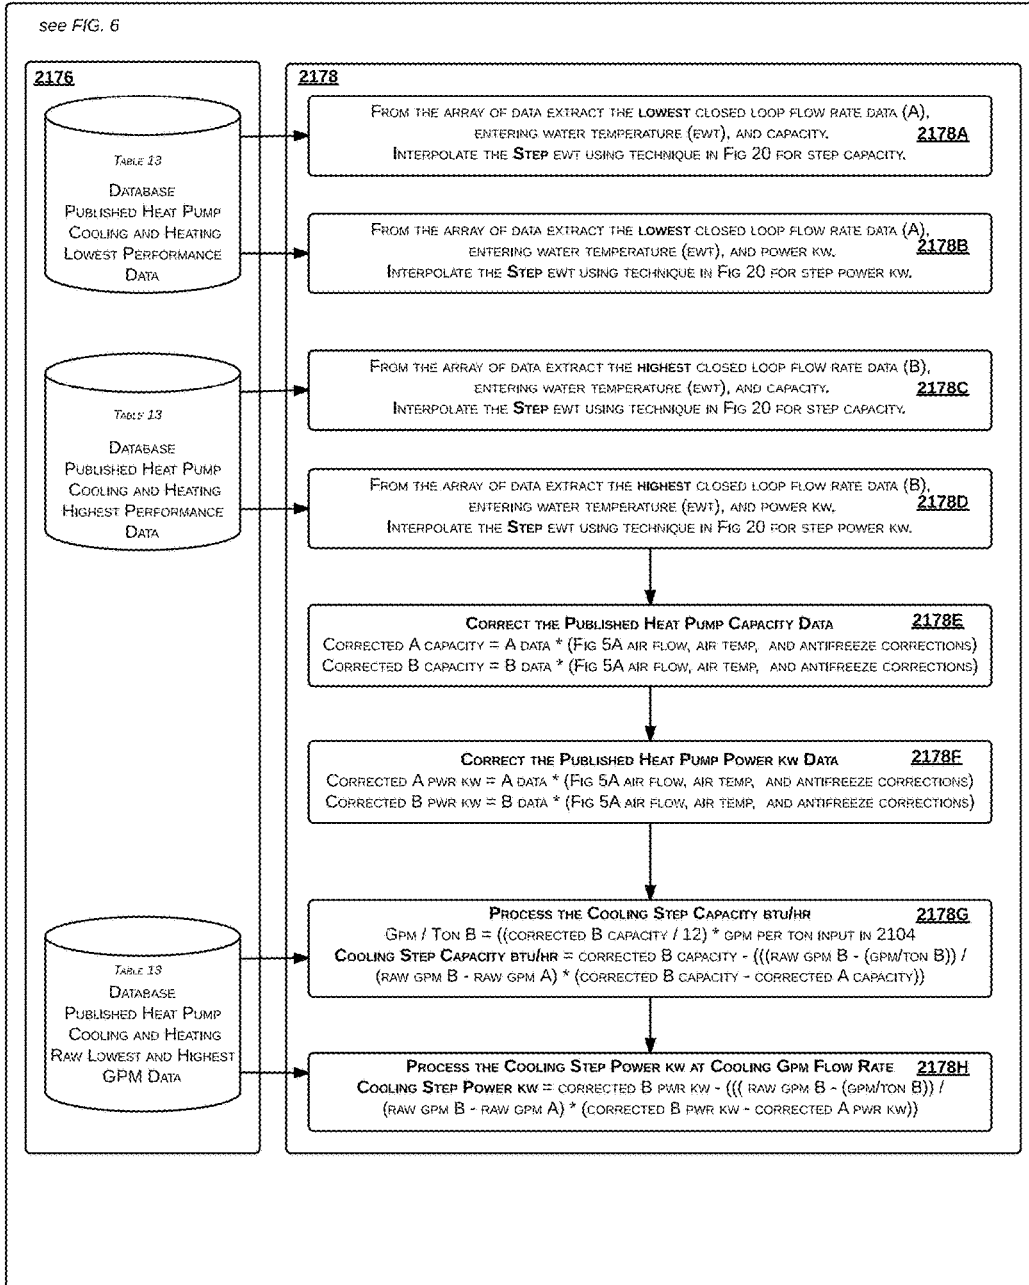 see FIG. 6
2176
TABLE 13
DATABASE
PUBLISHED HEAT PUMP
COOLING AND HEATING
LOWEST PERFORMANCE
DATA
TABLE 13
DATABASE
PUBLISHED HEAT PUMP
COOLING AND HEATING
HIGHEST PERFORMANCE
DATA
TABLE 13
DATABASE
PUBLISHED HEAT PUMP
COOLING AND HEATING
RAW LOWEST AND HIGHEST
GPM DATA
2178
FROM THE ARRAY OF DATA EXTRACT THE LOWEST CLOSED LOOP FLOW RATE DATA (A),
ENTERING WATER TEMPERATURE (EWT), AND CAPACITY. 2178A
INTERPOLATE THE STEP EWT USING TECHNIQUE IN FIG 20 FOR STEP CAPACITY.
FROM THE ARRAY OF DATA EXTRACT THE LOWEST CLOSED LOOP FLOW RATE DATA (A),
ENTERING WATER TEMPERATURE (EWT), AND POWER KW. 2178B
INTERPOLATE THE STEP EWT USING TECHNIQUE IN FIG 20 FOR STEP POWER KW.
FROM THE ARRAY OF DATA EXTRACT THE HIGHEST CLOSED LOOP FLOW RATE DATA (B),
ENTERING WATER TEMPERATURE (EWT), AND CAPACITY. 2178C
INTERPOLATE THE STEP EWT USING TECHNIQUE IN FIG 20 FOR STEP CAPACITY.
FROM THE ARRAY OF DATA EXTRACT THE HIGHEST CLOSED LOOP FLOW RATE DATA (B),
ENTERING WATER TEMPERATURE (EWT), AND POWER KW. 2178D
INTERPOLATE THE STEP EWT USING TECHNIQUE IN FIG 20 FOR STEP POWER KW.
CORRECT THE PUBLISHED HEAT PUMP CAPACITY DATA 2178E
CORRECTED A CAPACITY = A DATA * (FIG 5A AIR FLOW, AIR TEMP, AND ANTIFREEZE CORRECTIONS)
CORRECTED B CAPACITY = B DATA * (FIG 5A AIR FLOW, AIR TEMP, AND ANTIFREEZE CORRECTIONS)
CORRECT THE PUBLISHED HEAT PUMP POWER KW DATA 2178F
CORRECTED A PWR KW = A DATA * (FIG 5A AIR FLOW, AIR TEMP, AND ANTIFREEZE CORRECTIONS)
CORRECTED B PWR KW = B DATA * (FIG 5A AIR FLOW, AIR TEMP, AND ANTIFREEZE CORRECTIONS)
PROCESS THE COOLING STEP CAPACITY BTU/HR 2178G
GPM / TON B = ((CORRECTED B CAPACITY / 12) * GPM PER TON INPUT IN 2104
COOLING STEP CAPACITY BTU/HR = CORRECTED B CAPACITY - (((RAW GPM B - (GPM/TON B)) /
(RAW GPM B - RAW GPM A) * (CORRECTED B CAPACITY - CORRECTED A CAPACITY))
PROCESS THE COOLING STEP POWER KW AT COOLING GPM FLOW RATE 2178H
COOLING STEP POWER KW = CORRECTED B PWR KW - ((( RAW GPM B - (GPM/TON B)) /
(RAW GPM B - RAW GPM A) * (CORRECTED B PWR KW - CORRECTED A PWR KW))